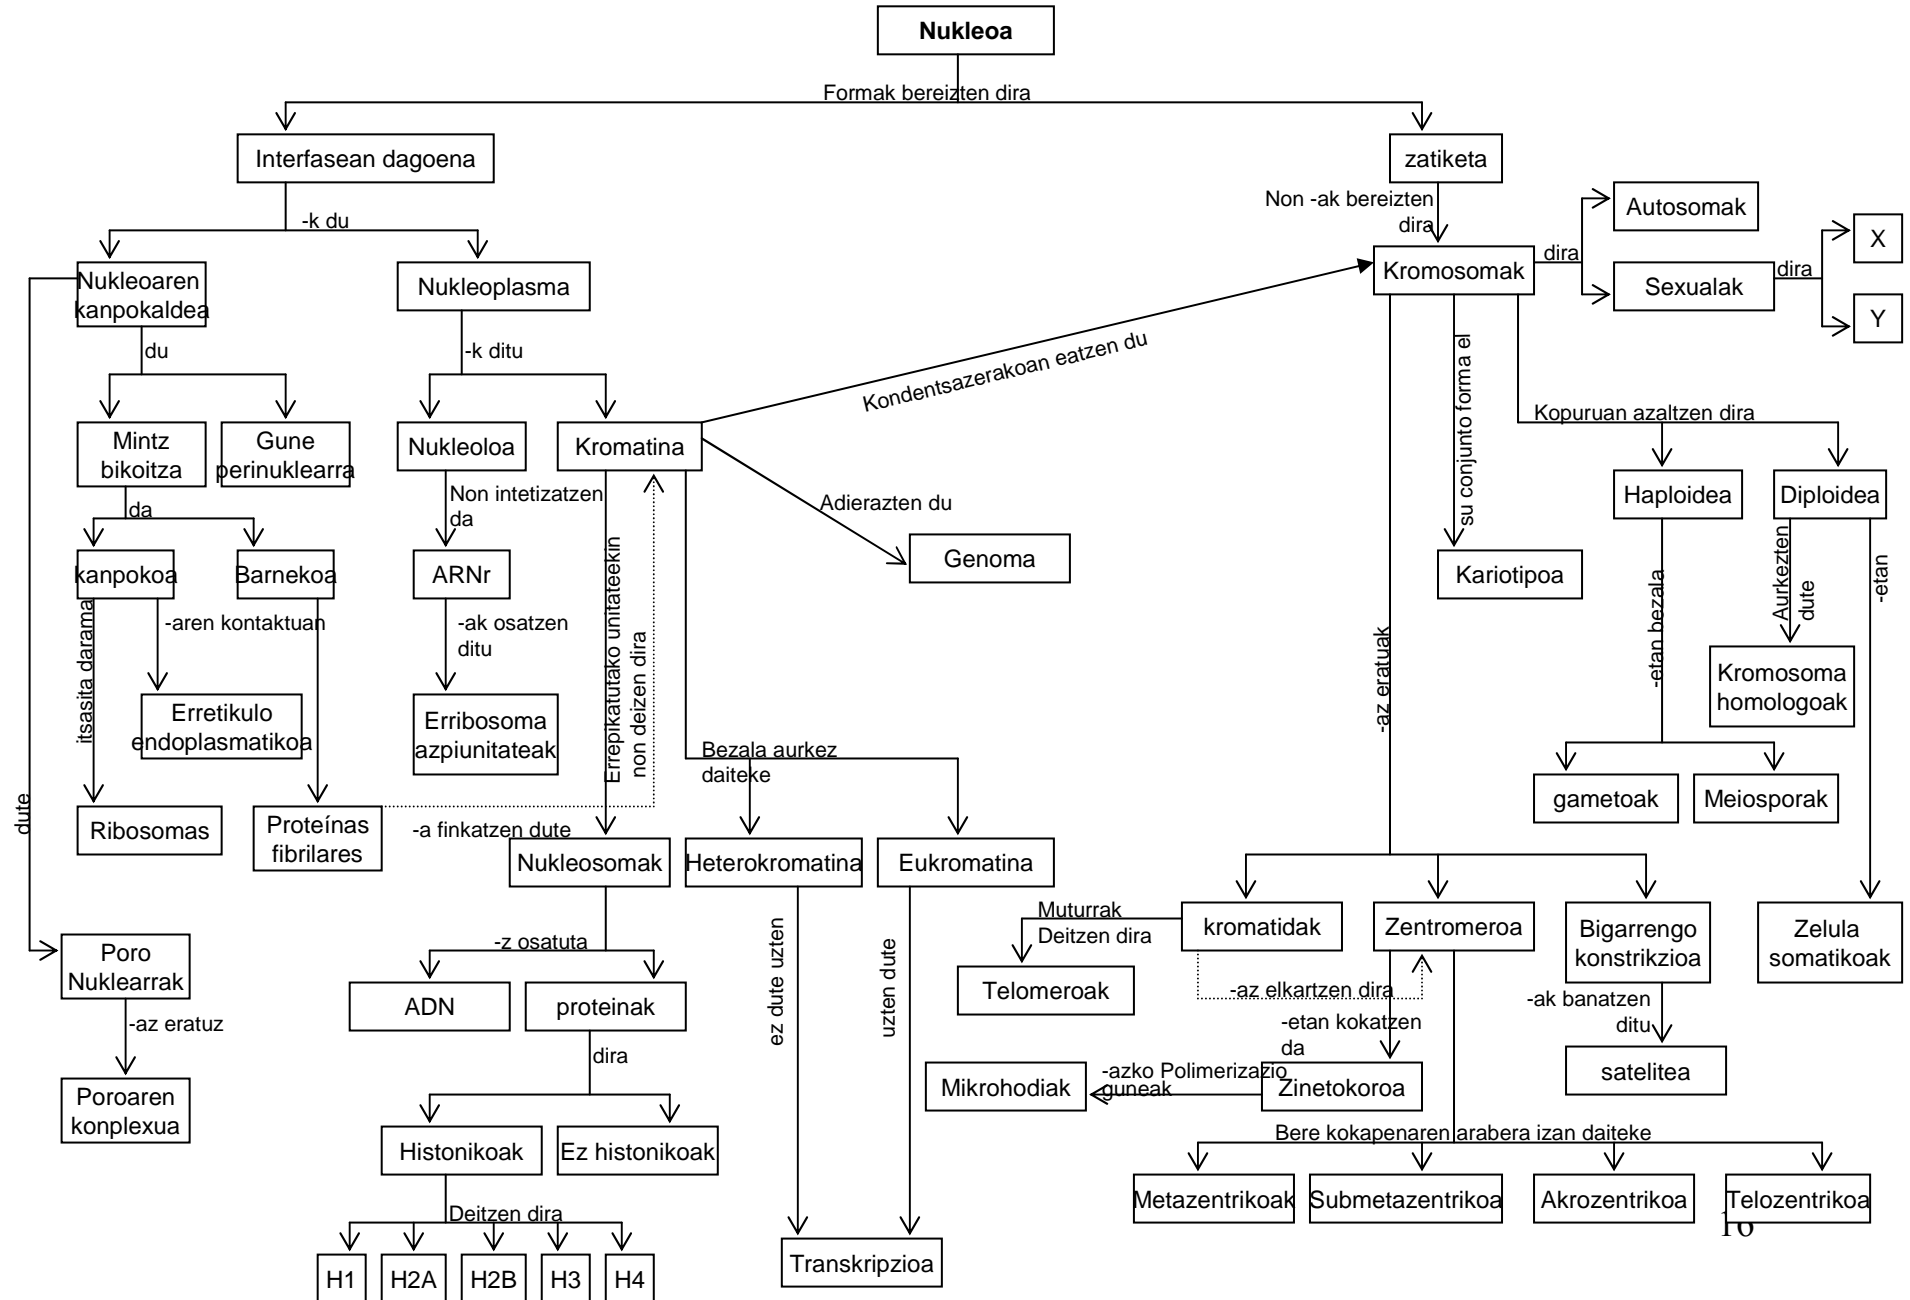 Nukleoa
Formak bereizten dira
Interfasean dagoena
zatiketa
Non -ak bereizten
dira
Autosomak
X
-k du
dira
Kromosomak
Nukleoaren
kanpokaldea
Nukleoplasma
Sexualak
dira
Y
du
-k ditu
Kondentsazerakoan eatzen du
su conjunto forma el
Kopuruan azaltzen dira
Mintz
bikoitza
Gune
perinuklearra
Nukleoloa
Kromatina
Haploidea
Diploidea
da
Non intetizatzen
da
Adierazten du
Genoma
kanpokoa
Barnekoa
ARNr
Kariotipoa
Errepikatutako unitateekin
non deizen dira
-etan bezala
Aurkezten
dute
-etan
itsasita darama
-aren kontaktuan
-ak osatzen
ditu
-az eratuak
Kromosoma
homologoak
Erretikulo
endoplasmatikoa
Erribosoma
azpiunitateak
Bezala aurkez
daiteke
gametoak
Meiosporak
dute
Ribosomas
Proteínas
fibrilares
-a finkatzen dute
Nukleosomak
Heterokromatina
Eukromatina
Muturrak
Deitzen dira
kromatidak
Zentromeroa
Bigarrengo
konstrikzioa
Zelula
somatikoak
Poro
Nuklearrak
-z osatuta
ez dute uzten
uzten dute
Telomeroak
-az elkartzen dira
ADN
proteinak
-ak banatzen
ditu
-az eratuz
-etan kokatzen
da
dira
satelitea
Mikrohodiak
-azko Polimerizazio
guneak
Zinetokoroa
Poroaren
konplexua
Histonikoak
Ez histonikoak
Bere kokapenaren arabera izan daiteke
Metazentrikoak
Submetazentrikoa
Akrozentrikoa
Telozentrikoa
Deitzen dira
16
Transkripzioa
H1
H2A
H2B
H3
H4